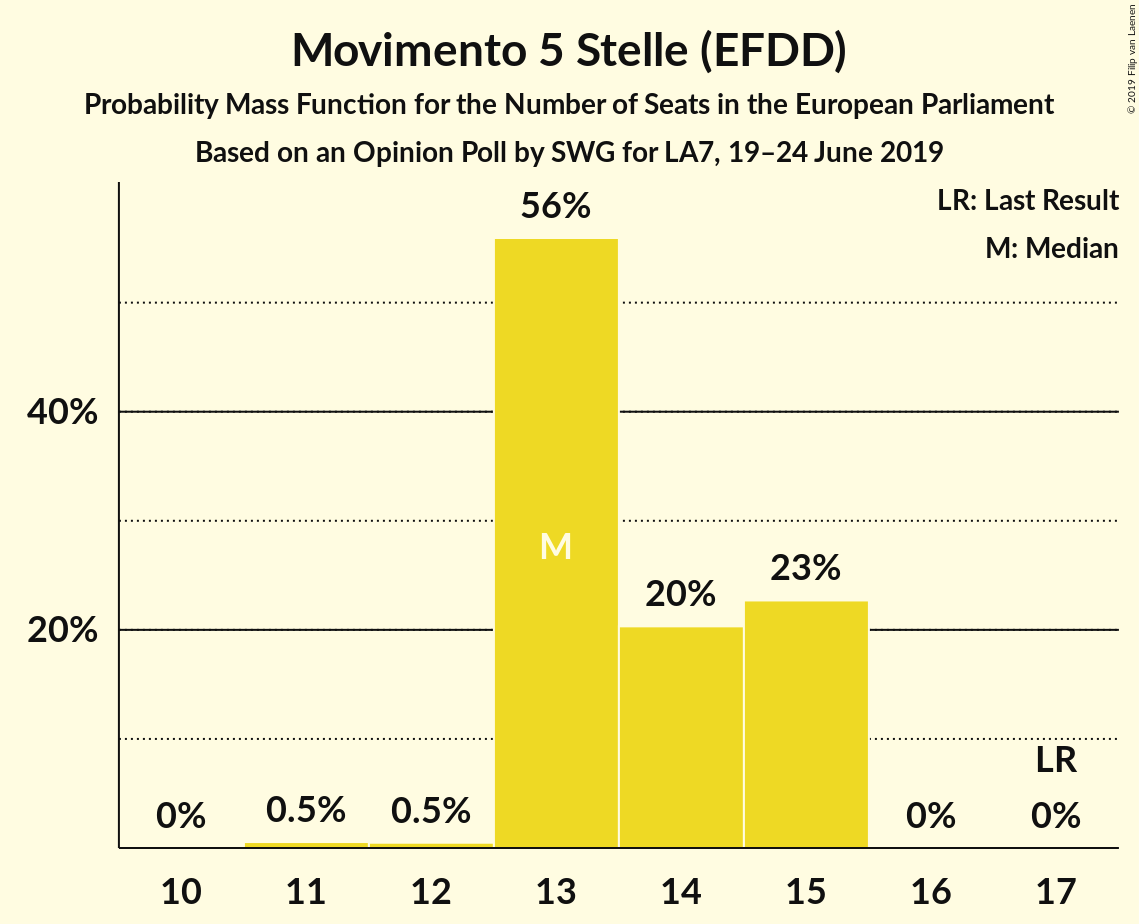 Movimento 5 Stelle (EFDD)
Probability Mass Function for the Number of Seats in the European Parliament
Based on an Opinion Poll by SWG for LA7, 19–24 June 2019
© 2019 Filip van Laenen
LR: Last Result
M: Median
56%
40%
M
23%
20%
20%
LR
0%
0.5%
0.5%
0%
0%
10 11 12 13 14 15 16 17